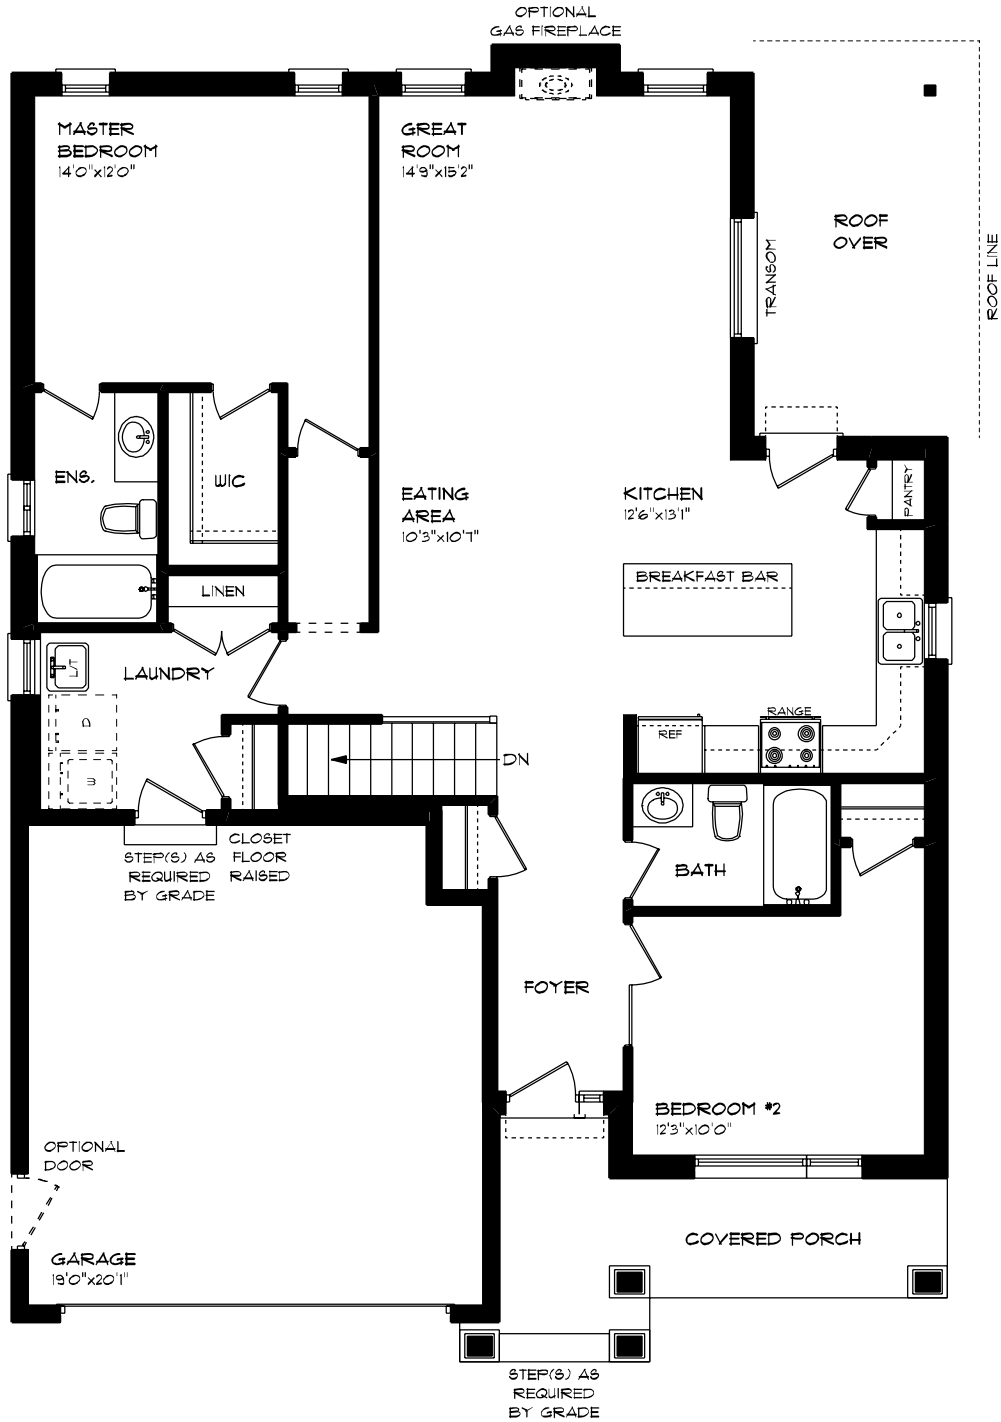 OPTIONAL
GAS FIREPLACE
MASTER
BEDROOM
14'0"x12'0"
GREAT
ROOM
14'9"x15'2"
ROOF
OVER
TRANSOM
ROOF LINE
ENS.
WIC
EATING
AREA
10'3"x10'7"
KITCHEN
12'6"x13'1"
PANTRY
BREAKFAST BAR
LINEN
LAUNDRY
L/T
D
W
RANGE
REF
DN
CLOSET
FLOOR
RAISED
STEP(S) AS
REQUIRED
BY GRADE
BATH
FOYER
BEDROOM #2
12'3"x10'0"
OPTIONAL
DOOR
GARAGE
19'0"x20'1"
COVERED PORCH
STEP(S) AS
REQUIRED
BY GRADE